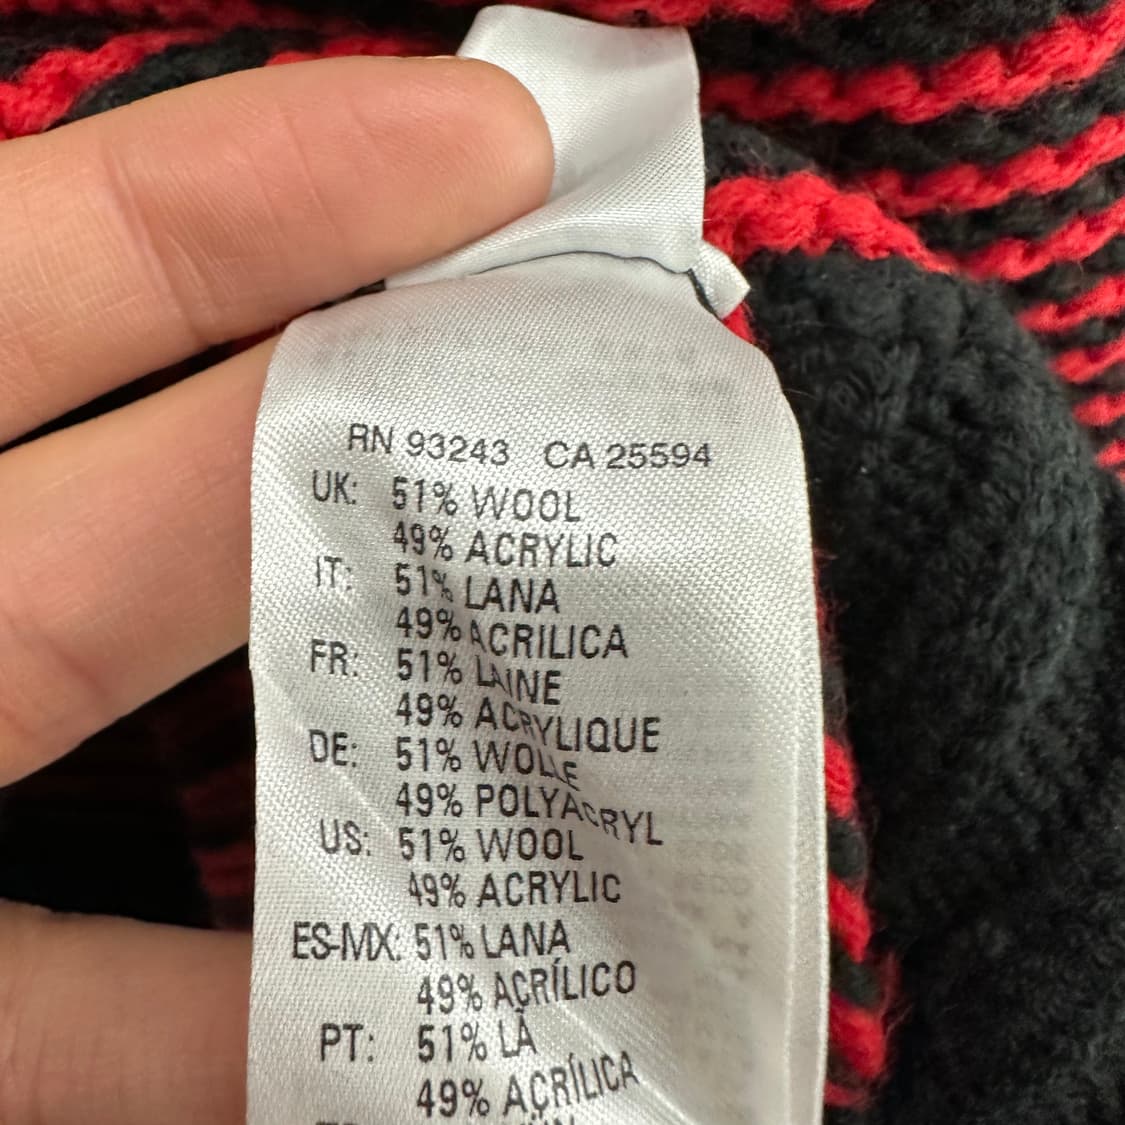 RN 93243 CA 25594
UK: 51% WOOL
49% ACRYLIC
IT: 51% LANA
49% ACRILICA
FR: 51% LAINE
49% ACRYLIQUE
DE: 51% WOLLE
49% POLYACRYL
US: 51% WOOL
49% ACRYLIC
ES-MX: 51% LANA
49% ACRÍLICO
PT: 51% LÃ
49% ACRÍLICA